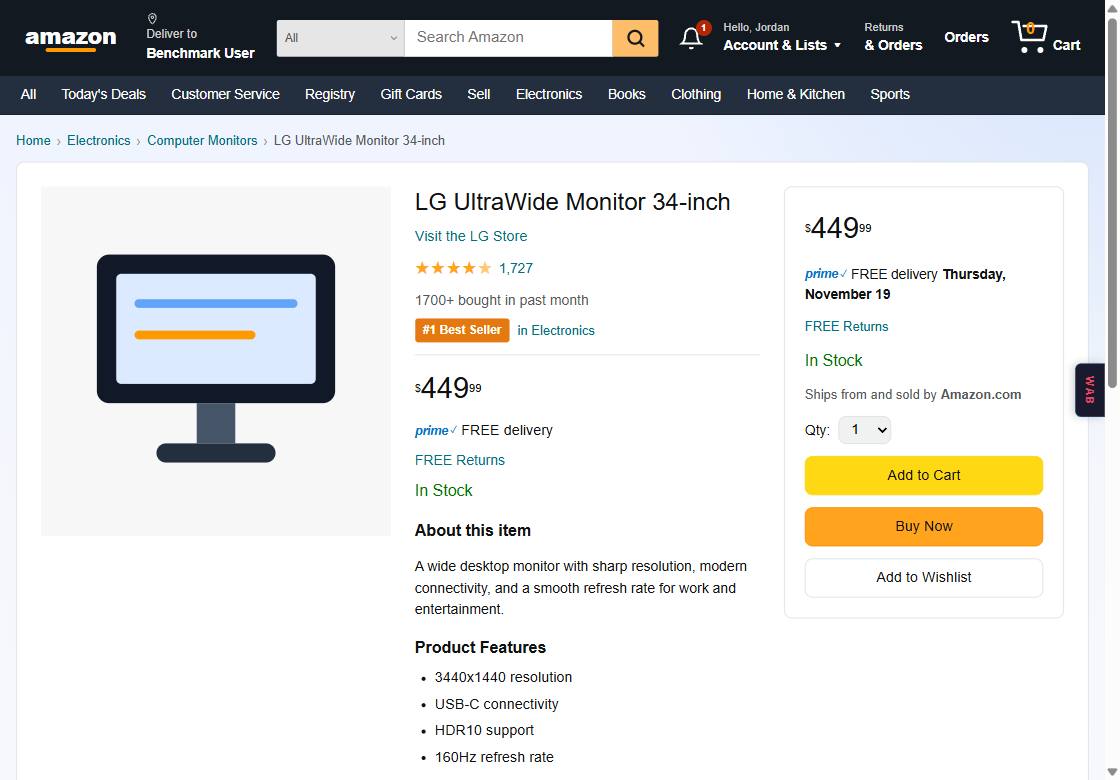 amazon
Deliver to
Benchmark User
All
Search Amazon
1
Hello, Jordan
Account & Lists
Returns
& Orders
Orders
0
Cart
All
Today's Deals
Customer Service
Registry
Gift Cards
Sell
Electronics
Books
Clothing
Home & Kitchen
Sports
Home › Electronics › Computer Monitors › LG UltraWide Monitor 34-inch
LG UltraWide Monitor 34-inch
Visit the LG Store
★★★★★ 1,727
1700+ bought in past month
#1 Best Seller in Electronics
$44999
prime✓ FREE delivery
FREE Returns
In Stock
About this item
A wide desktop monitor with sharp resolution, modern
connectivity, and a smooth refresh rate for work and
entertainment.
Product Features
• 3440x1440 resolution
• USB-C connectivity
• HDR10 support
• 160Hz refresh rate
$44999
prime✓ FREE delivery Thursday,
November 19
FREE Returns
In Stock
Ships from and sold by Amazon.com
Qty: 1
Add to Cart
Buy Now
Add to Wishlist
WAB